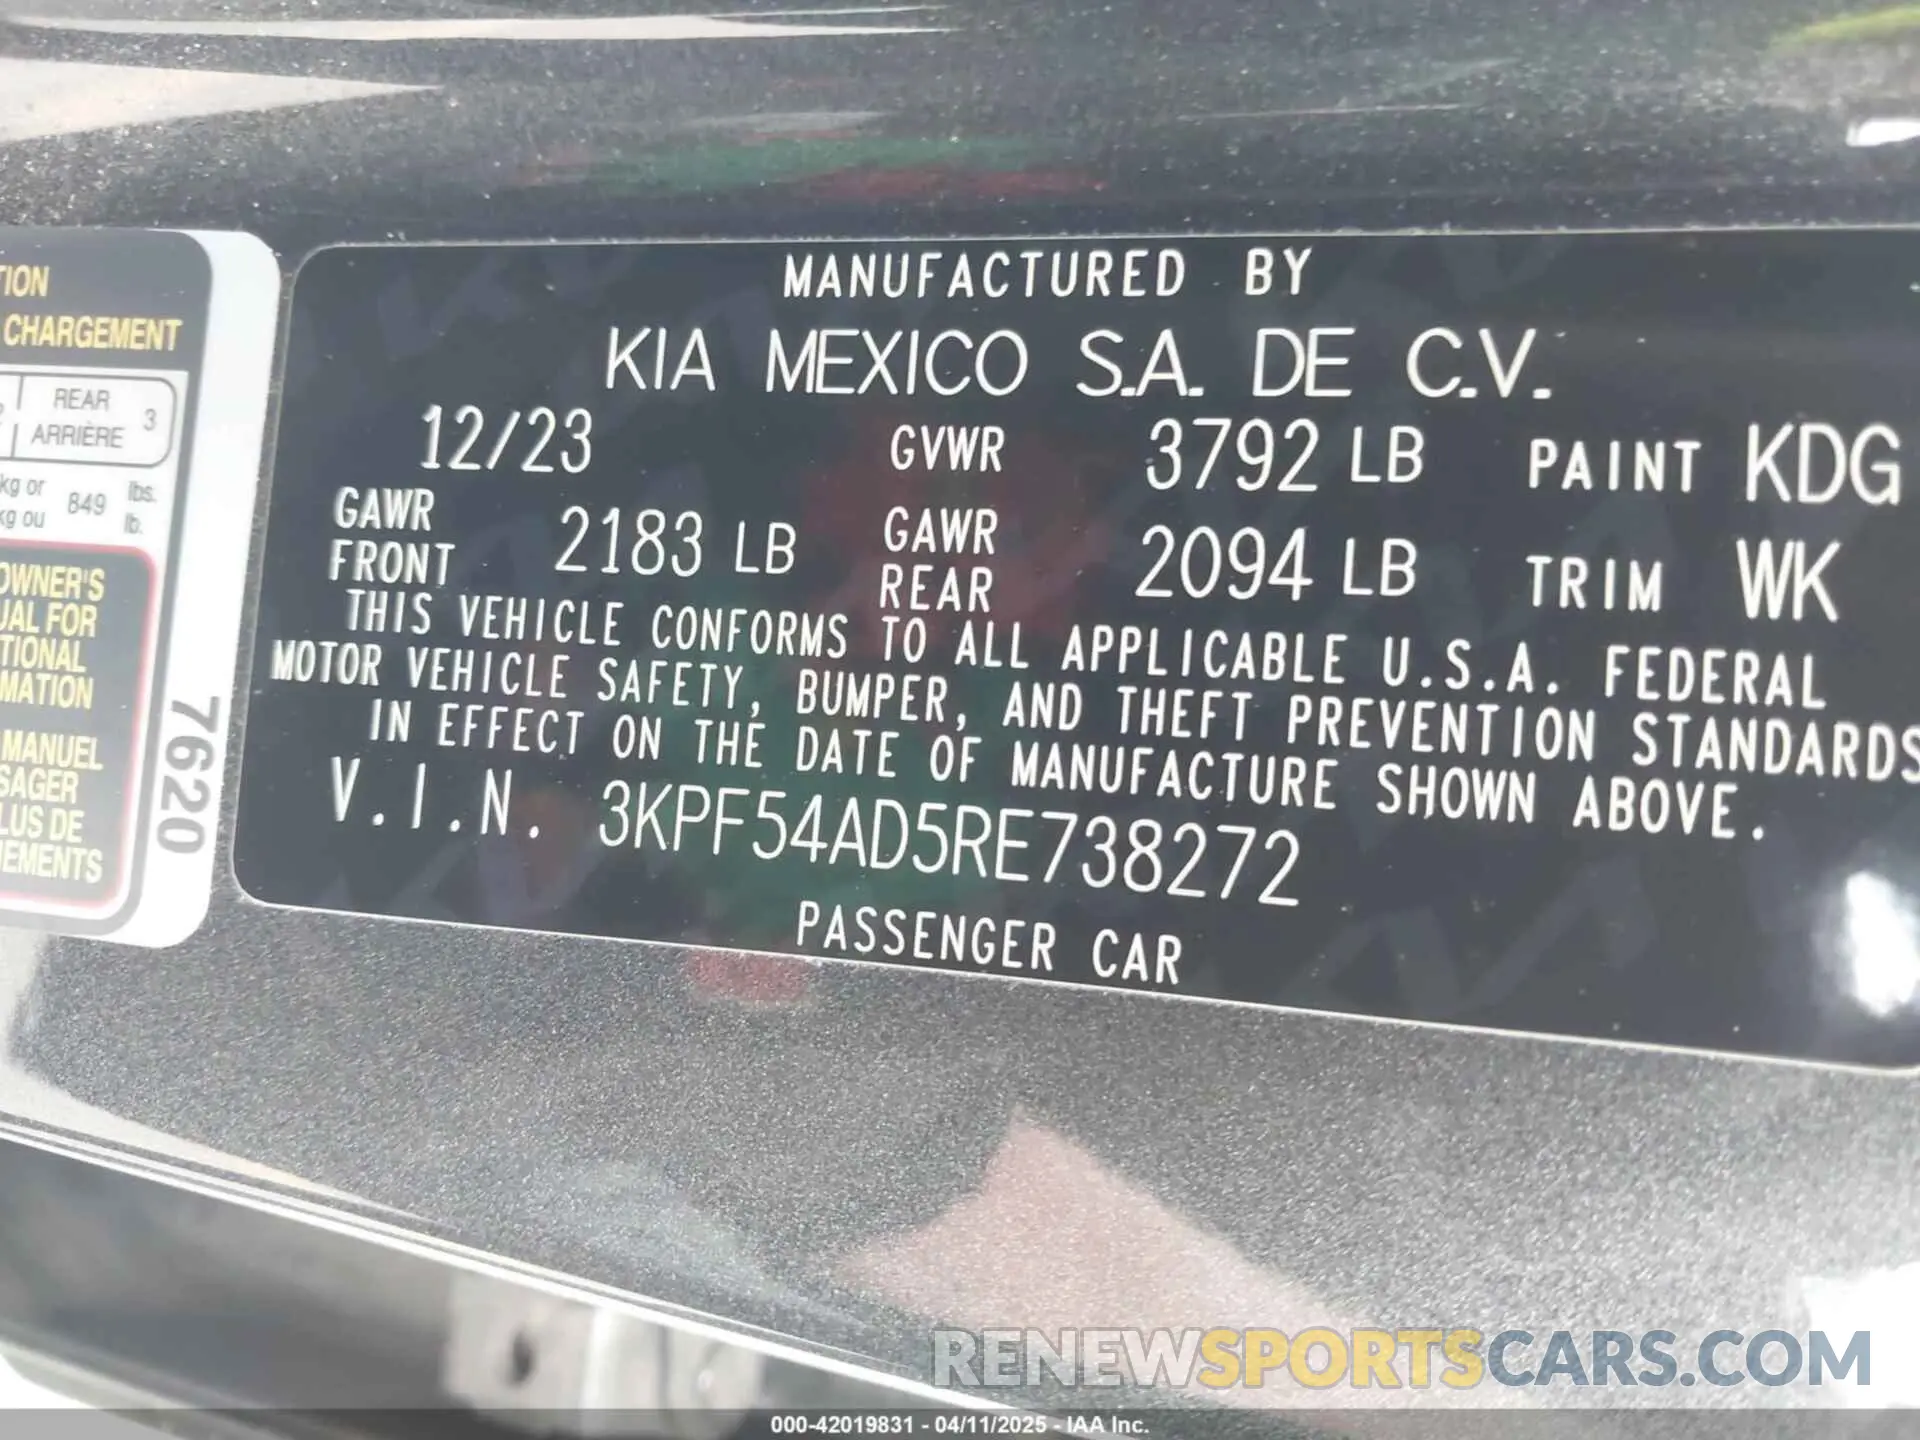 TION
CHARGEMENT
REAR
ARRIÈRE
3
kg or 849 lbs.
kg ou lb.
OWNER'S
UAL FOR
TIONAL
MATION
MANUEL
SAGER
LUS DE
NEMENTS
7620
MANUFACTURED BY
KIA MEXICO S.A. DE C.V.
12/23 GVWR 3792 LB PAINT KDG
GAWR FRONT 2183 LB GAWR REAR 2094 LB TRIM WK
THIS VEHICLE CONFORMS TO ALL APPLICABLE U.S.A. FEDERAL
MOTOR VEHICLE SAFETY, BUMPER, AND THEFT PREVENTION STANDARDS
IN EFFECT ON THE DATE OF MANUFACTURE SHOWN ABOVE.
V.I.N. 3KPF54AD5RE738272
PASSENGER CAR
RENEWSPORTSCARS.COM
000-42019831 - 04/11/2025 - IAA Inc.